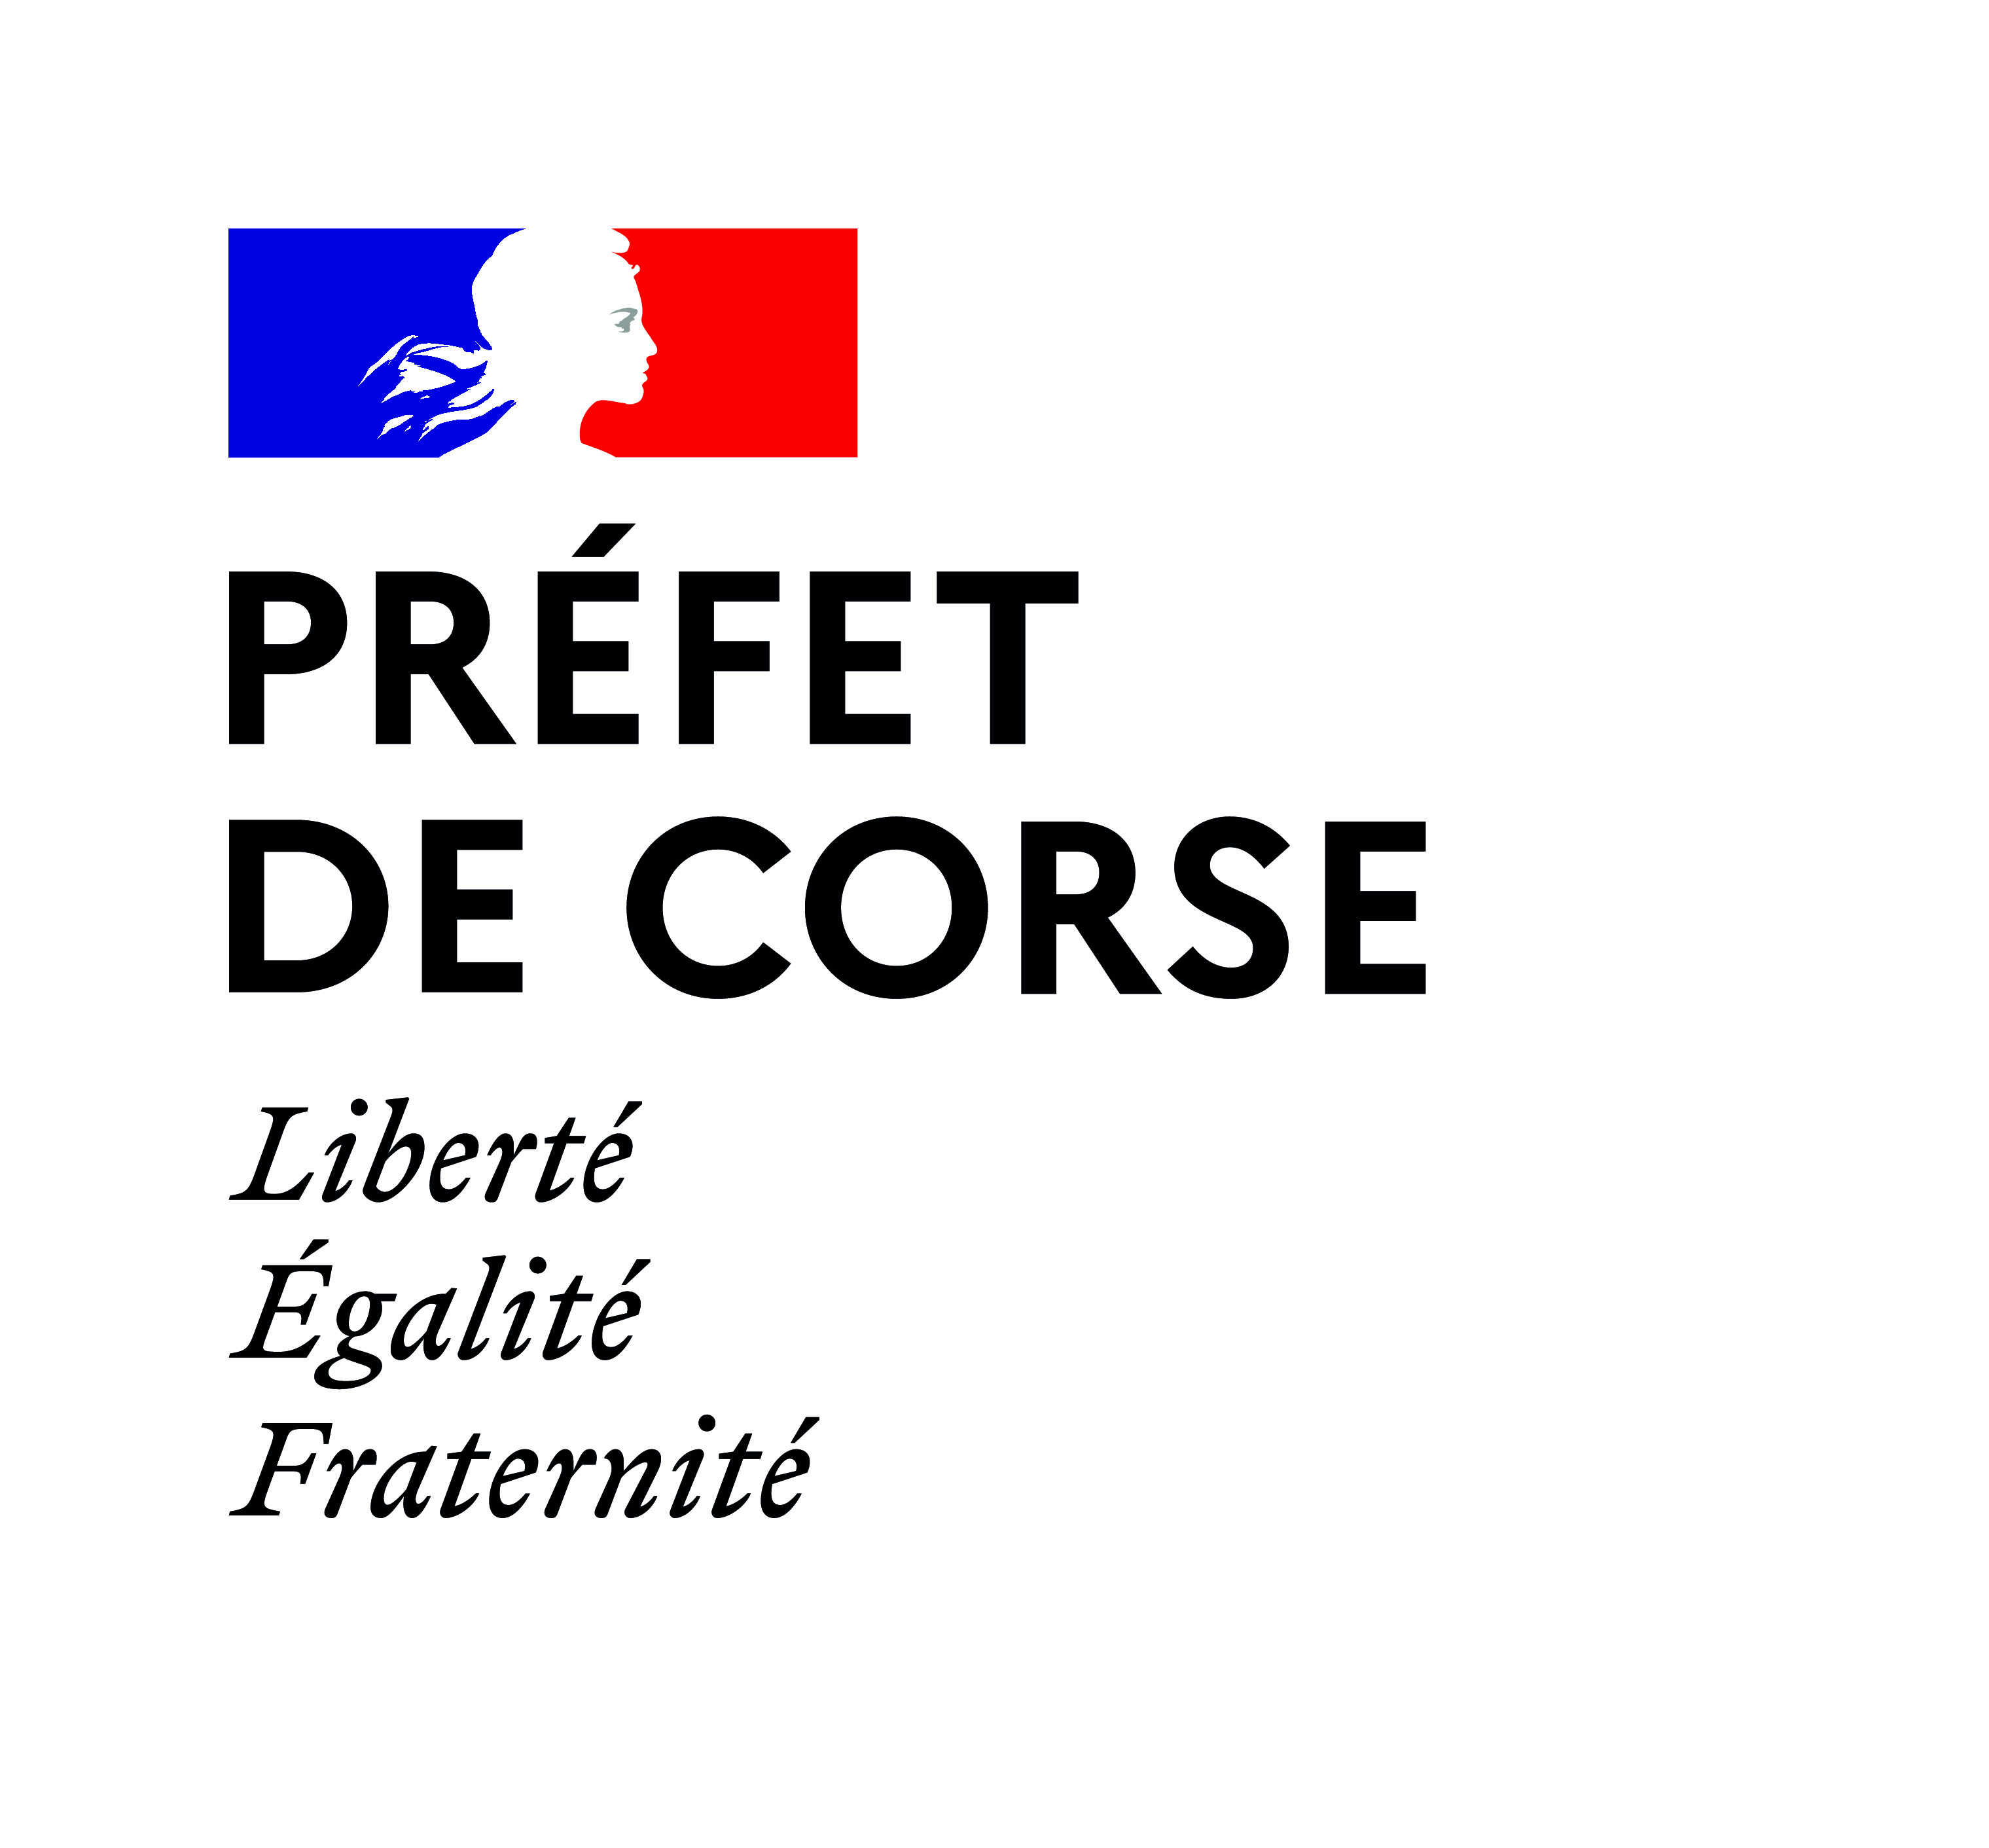 PRÉFET
DE CORSE
Liberté
Égalité
Fraternité